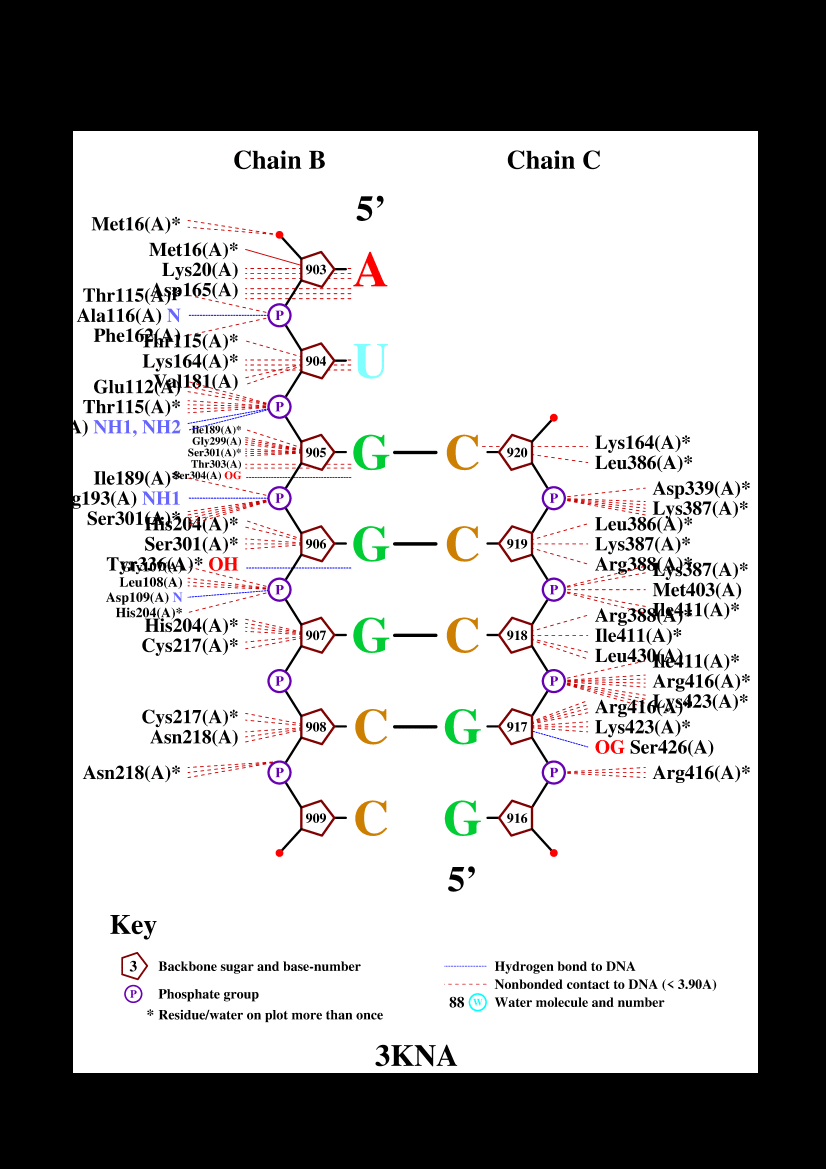 Chain B
Chain C
5’
Met16(A)*
Met16(A)*
Lys20(A)
Asp165(A)
903
A
Thr115(A)*
Ala116(A) N
P
Phe162(A)
Thr115(A)*
Lys164(A)*
904
U
Val181(A)
Glu112(A)
Thr115(A)*
P
A) NH1, NH2
Ile189(A)*
Gly299(A)
Ser301(A)*
Thr303(A)
Ser304(A) OG
905
G
C
920
Lys164(A)*
Leu386(A)*
Ile189(A)*
g193(A) NH1
P
Ser301(A)*
P
Asp339(A)*
Lys387(A)*
His204(A)*
Ser301(A)*
Tyr336(A)* OH
906
G
C
919
Leu386(A)*
Lys387(A)*
Arg388(A)*
Leu108(A)
Asp109(A) N
His204(A)*
P
P
Lys387(A)*
Met403(A)
Ile411(A)*
His204(A)*
Cys217(A)*
907
G
C
918
Arg388(A)*
Ile411(A)*
Leu430(A)
P
P
Ile411(A)*
Arg416(A)*
Lys423(A)*
Cys217(A)*
Asn218(A)
908
C
G
917
Arg416(A)*
Lys423(A)*
OG Ser426(A)
Asn218(A)*
P
P
Arg416(A)*
909
C
G
916
5’
Key
3 Backbone sugar and base-number
P Phosphate group
* Residue/water on plot more than once
Hydrogen bond to DNA
Nonbonded contact to DNA (< 3.90A)
88 W Water molecule and number
3KNA